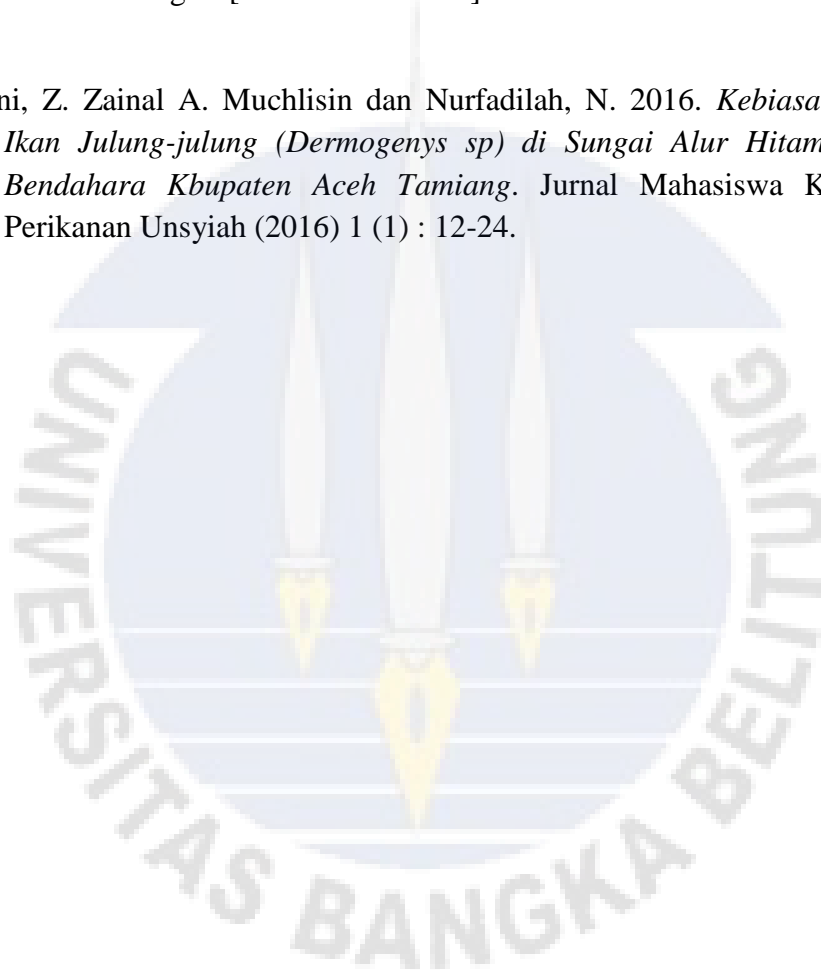 ni, Z. Zainal A. Muchlisin dan Nurfadilah, N. 2016. Kebiasa
Ikan Julung-julung (Dermogenys sp) di Sungai Alur Hitam
Bendahara Kbupaten Aceh Tamiang. Jurnal Mahasiswa K
Perikanan Unsyiah (2016) 1 (1) : 12-24.
UNIVERSITAS BANGKA BELITUNG